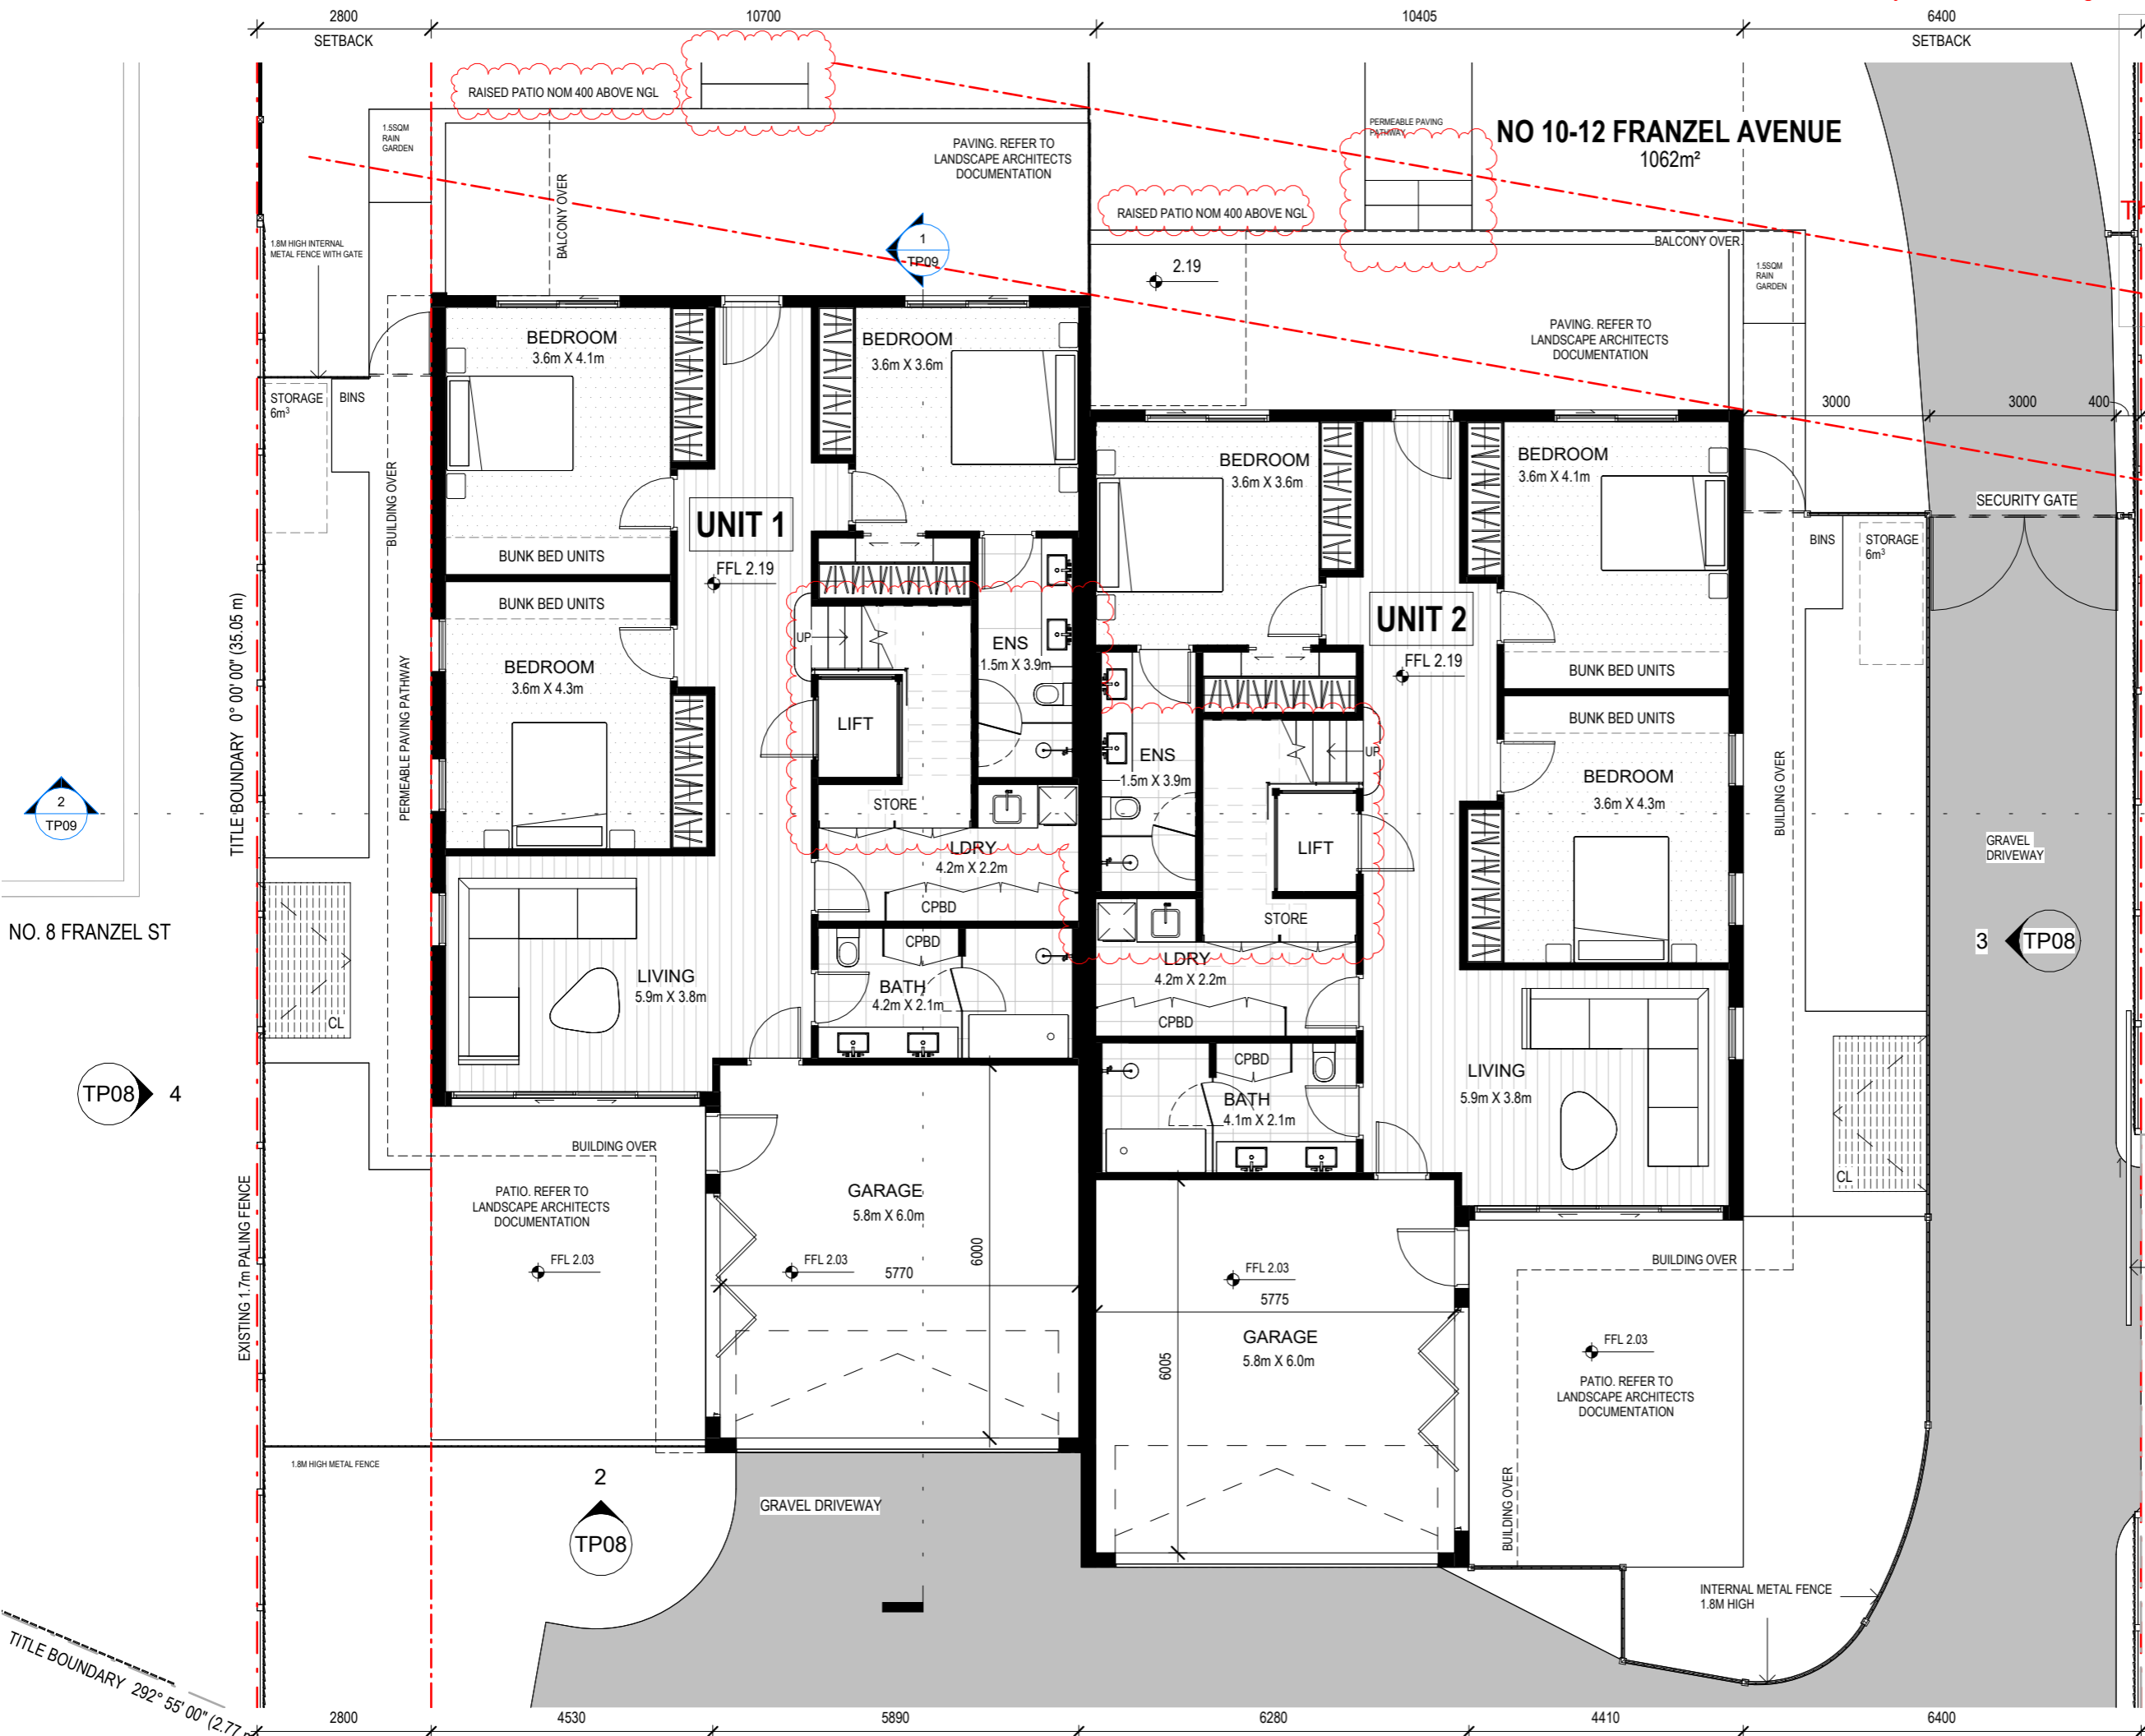 2800
10700
10405
6400
SETBACK
SETBACK
RAISED PATIO NOM 400 ABOVE NGL
1.5SQM
RAIN
GARDEN
PAVING. REFER TO
LANDSCAPE ARCHITECTS
DOCUMENTATION
PERMEABLE PAVING
PATHWAY
NO 10-12 FRANZEL AVENUE
1062m²
BALCONY OVER
RAISED PATIO NOM 400 ABOVE NGL
1.8M HIGH INTERNAL
METAL FENCE WITH GATE
1
TP09
BALCONY OVER
2.19
1.5SQM
RAIN
GARDEN
PAVING. REFER TO
LANDSCAPE ARCHITECTS
DOCUMENTATION
BEDROOM
3.6m X 4.1m
BEDROOM
3.6m X 3.6m
STORAGE
6m³
BINS
3000
3000
400
BUILDING OVER
BEDROOM
3.6m X 3.6m
BEDROOM
3.6m X 4.1m
SECURITY GATE
UNIT 1
BINS
STORAGE
6m³
BUNK BED UNITS
FFL 2.19
BUNK BED UNITS
UNIT 2
UP
ENS
1.5m X 3.9m
FFL 2.19
BUNK BED UNITS
BEDROOM
3.6m X 4.3m
TITLE BOUNDARY 0° 00' 00" (35.05 m)
PERMEABLE PAVING PATHWAY
LIFT
BUNK BED UNITS
UP
ENS
1.5m X 3.9m
BEDROOM
3.6m X 4.3m
BUILDING OVER
2
TP09
STORE
LDRY
4.2m X 2.2m
LIFT
GRAVEL
DRIVEWAY
CPBD
STORE
NO. 8 FRANZEL ST
CPBD
3
TP08
LIVING
5.9m X 3.8m
BATH
4.2m X 2.1m
LDRY
4.2m X 2.2m
CL
CPBD
CPBD
LIVING
5.9m X 3.8m
TP08
4
BATH
4.1m X 2.1m
BUILDING OVER
CL
PATIO. REFER TO
LANDSCAPE ARCHITECTS
DOCUMENTATION
GARAGE
5.8m X 6.0m
EXISTING 1.7m PALING FENCE
FFL 2.03
FFL 2.03
6000
5770
FFL 2.03
5775
BUILDING OVER
GARAGE
5.8m X 6.0m
6005
FFL 2.03
PATIO. REFER TO
LANDSCAPE ARCHITECTS
DOCUMENTATION
1.8M HIGH METAL FENCE
2
TP08
GRAVEL DRIVEWAY
BUILDING OVER
INTERNAL METAL FENCE
1.8M HIGH
TITLE BOUNDARY 292° 55' 00" (2.77
2800
4530
5890
6280
4410
6400